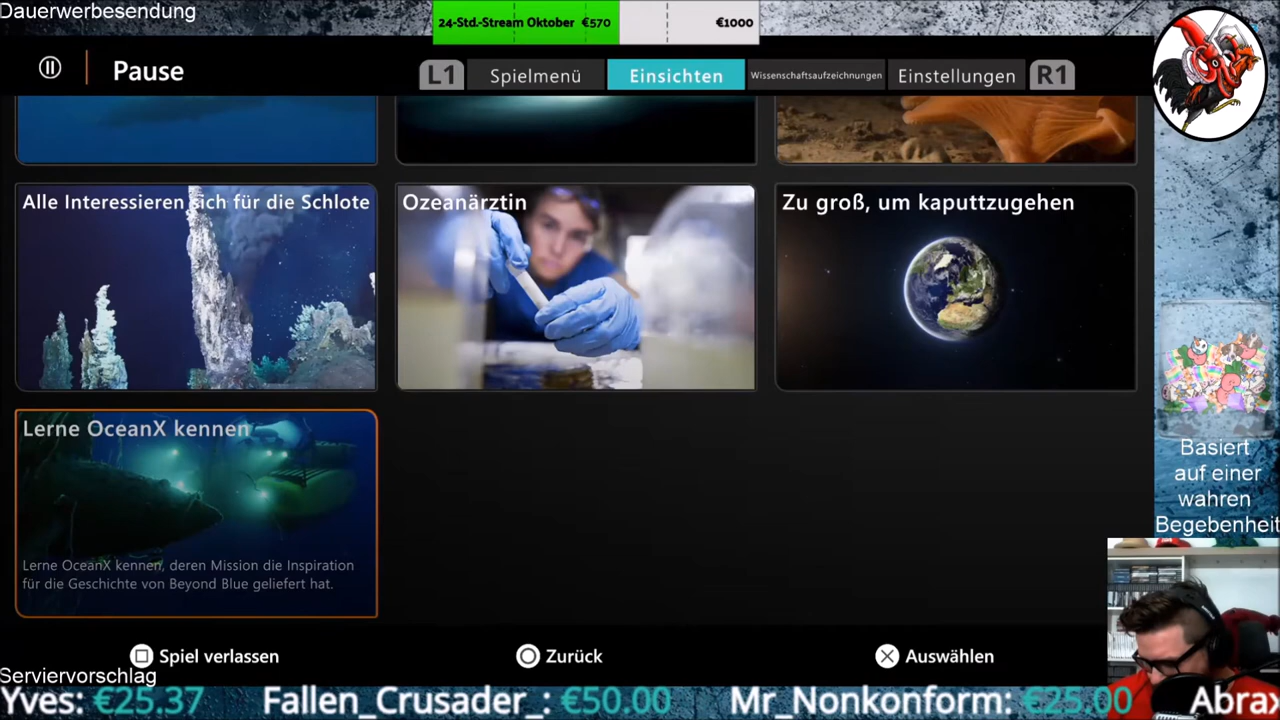 Dauerwerbesendung
24-Std.-Stream Oktober €570 €1000
Pause
L1 Spielmenü Einsichten Wissenschaftsaufzeichnungen Einstellungen R1
Alle Interessieren sich für die Schlote
Ozeanärztin
Zu groß, um kaputtzugehen
Lerne OceanX kennen
Lerne OceanX kennen, deren Mission die Inspiration
für die Geschichte von Beyond Blue geliefert hat.
Basiert
auf einer
wahren
Begebenheit
Spiel verlassen
Zurück
Auswählen
Serviervorschlag
Yves: €25.37 Fallen_Crusader_: €50.00 Mr_Nonkonform: €25.00 Abrax